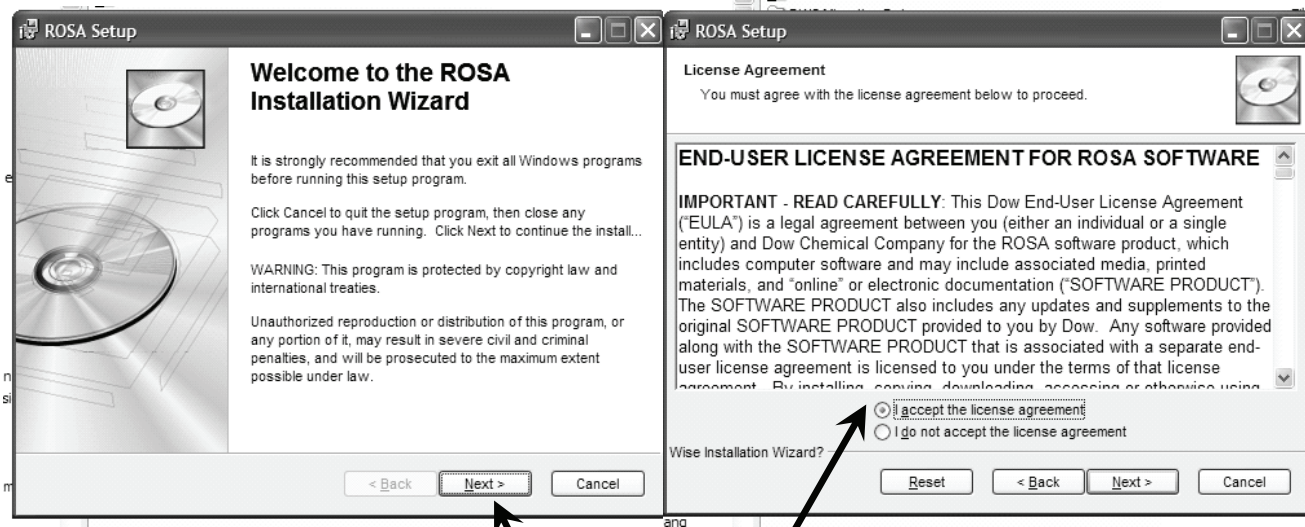 ROSA Setup
Welcome to the ROSA
Installation Wizard
It is strongly recommended that you exit all Windows programs
before running this setup program.
Click Cancel to quit the setup program, then close any
programs you have running. Click Next to continue the install...
WARNING: This program is protected by copyright law and
international treaties.
Unauthorized reproduction or distribution of this program, or
any portion of it, may result in severe civil and criminal
penalties, and will be prosecuted to the maximum extent
possible under law.
< Back Next > Cancel
ROSA Setup
License Agreement
You must agree with the license agreement below to proceed.
END-USER LICENSE AGREEMENT FOR ROSA SOFTWARE
IMPORTANT - READ CAREFULLY: This Dow End-User License Agreement
(“EULA”) is a legal agreement between you (either an individual or a single
entity) and Dow Chemical Company for the ROSA software product, which
includes computer software and may include associated media, printed
materials, and “online” or electronic documentation (“SOFTWARE PRODUCT”).
The SOFTWARE PRODUCT also includes any updates and supplements to the
original SOFTWARE PRODUCT provided to you by Dow. Any software provided
along with the SOFTWARE PRODUCT that is associated with a separate end-
user license agreement is licensed to you under the terms of that license
agreement. By installing, copying, downloading, accessing or otherwise using
I accept the license agreement
I do not accept the license agreement
Wise Installation Wizard?
Reset < Back Next > Cancel
and